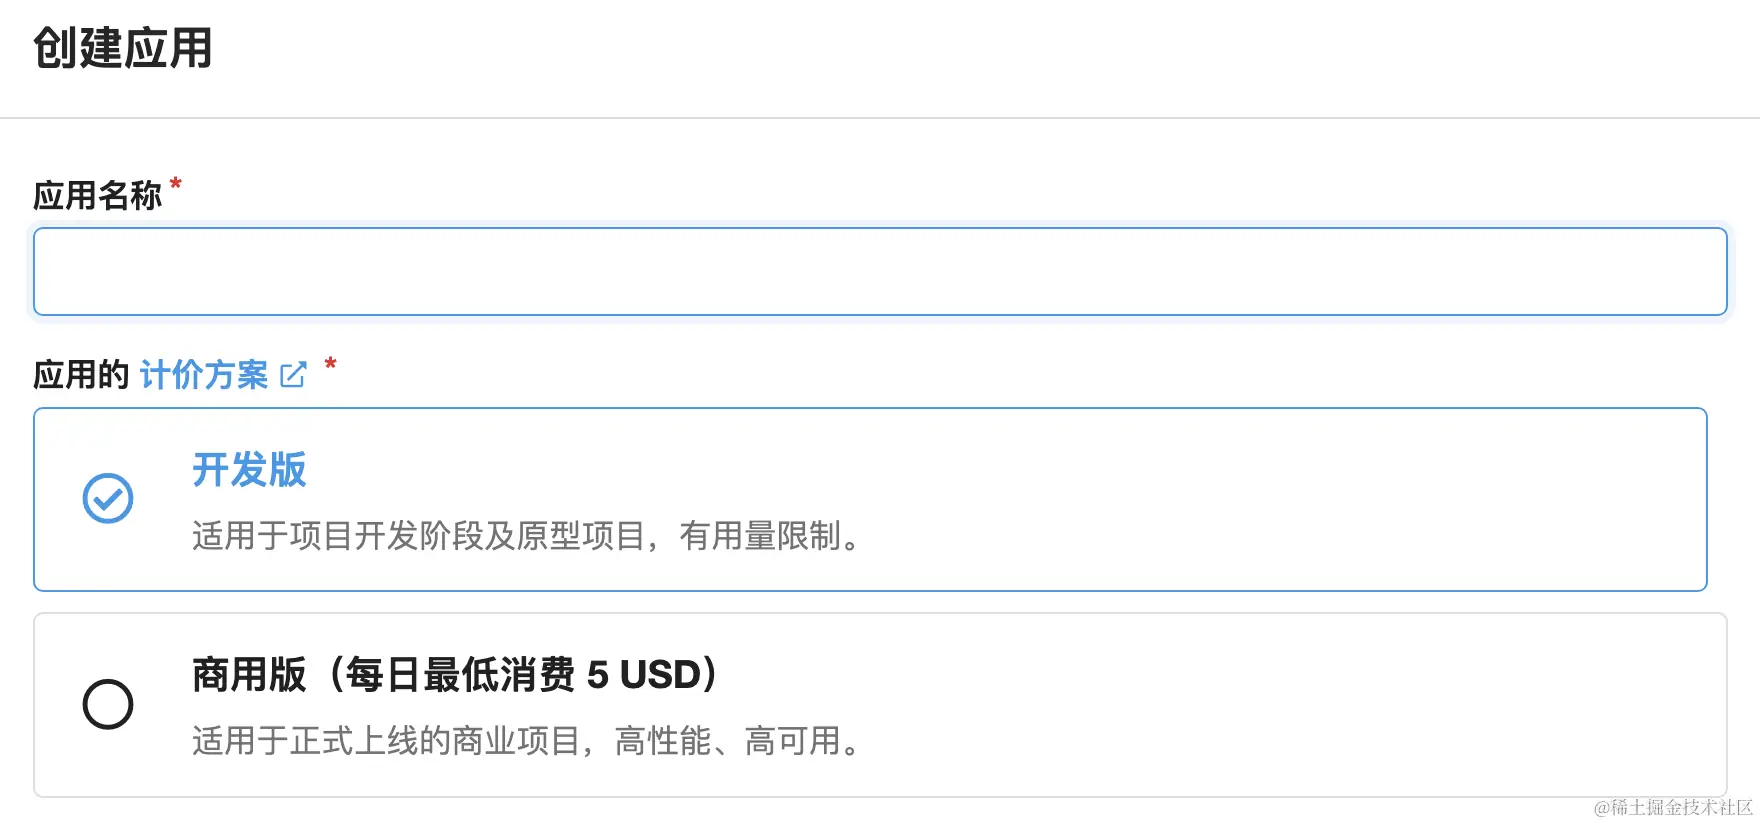 创建应用
应用名称 *
应用的 计价方案 *
开发版
适用于项目开发阶段及原型项目，有用量限制。
商用版（每日最低消费 5 USD）
适用于正式上线的商业项目，高性能、高可用。
@稀土掘金技术社区